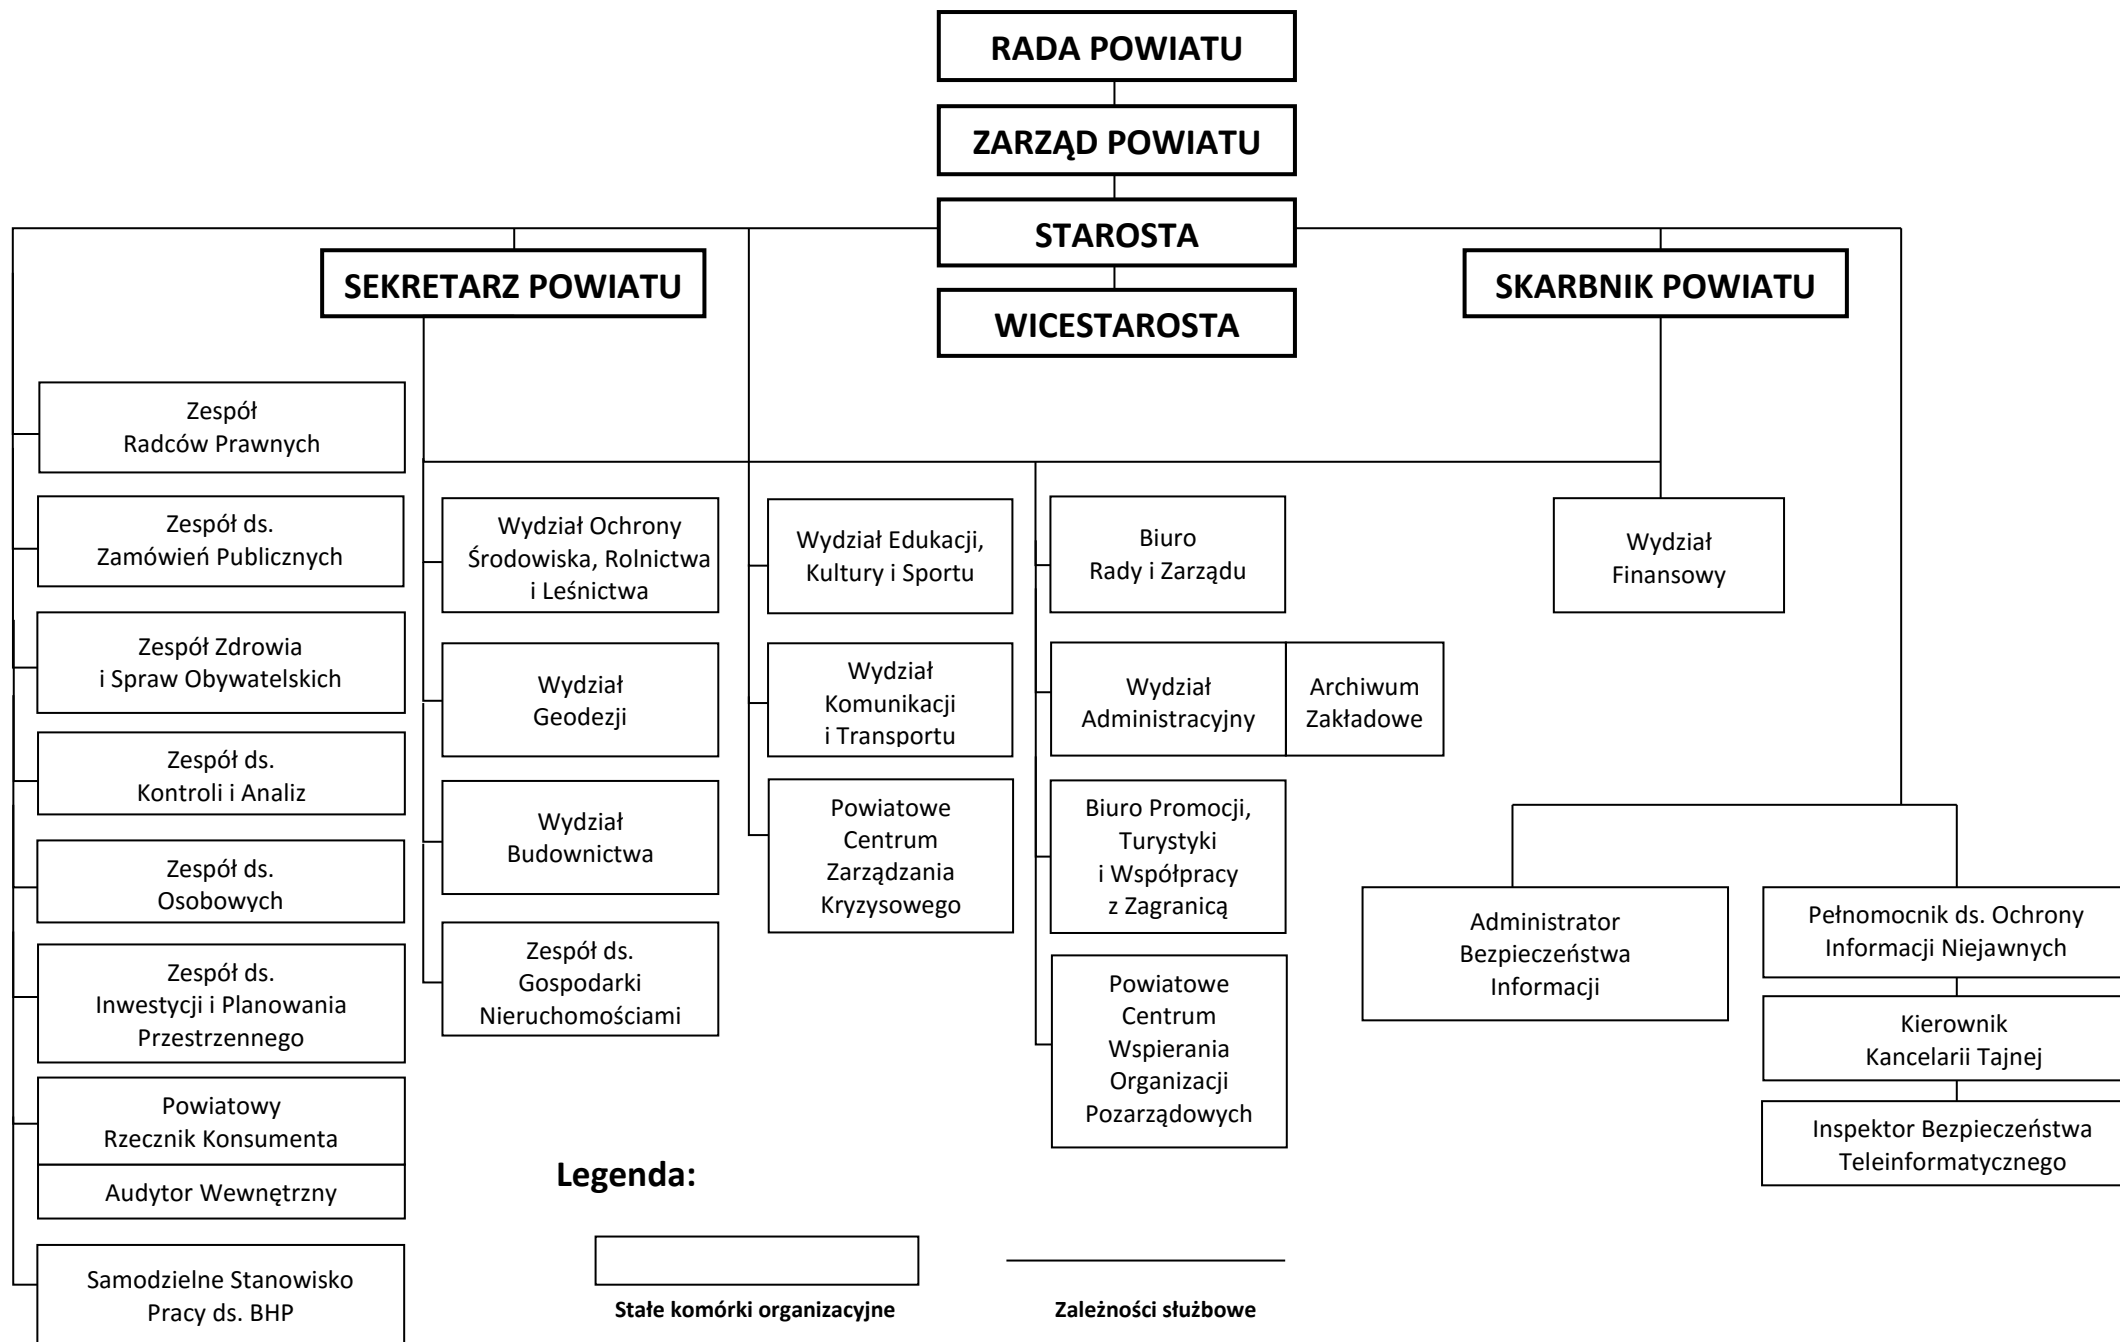 RADA POWIATU
ZARZĄD POWIATU
STAROSTA
SEKRETARZ POWIATU
WICESTAROSTA
SKARBNIK POWIATU
Zespół
Radców Prawnych
Zespół ds.
Zamówień Publicznych
Zespół Zdrowia
i Spraw Obywatelskich
Zespół ds.
Kontroli i Analiz
Zespół ds.
Osobowych
Zespół ds.
Inwestycji i Planowania
Przestrzennego
Powiatowy
Rzecznik Konsumenta
Audytor Wewnętrzny
Samodzielne Stanowisko
Pracy ds. BHP
Wydział Ochrony
Środowiska, Rolnictwa
i Leśnictwa
Wydział
Geodezji
Wydział
Budownictwa
Zespół ds.
Gospodarki
Nieruchomościami
Wydział Edukacji,
Kultury i Sportu
Wydział
Komunikacji
i Transportu
Powiatowe
Centrum
Zarządzania
Kryzysowego
Biuro
Rady i Zarządu
Wydział
Administracyjny
Archiwum
Zakładowe
Biuro Promocji,
Turystyki
i Współpracy
z Zagranicą
Powiatowe
Centrum
Wspierania
Organizacji
Pozarządowych
Wydział
Finansowy
Administrator
Bezpieczeństwa
Informacji
Pełnomocnik ds. Ochrony
Informacji Niejawnych
Kierownik
Kancelarii Tajnej
Inspektor Bezpieczeństwa
Teleinformatycznego
Legenda:
Stałe komórki organizacyjne
Zależności służbowe